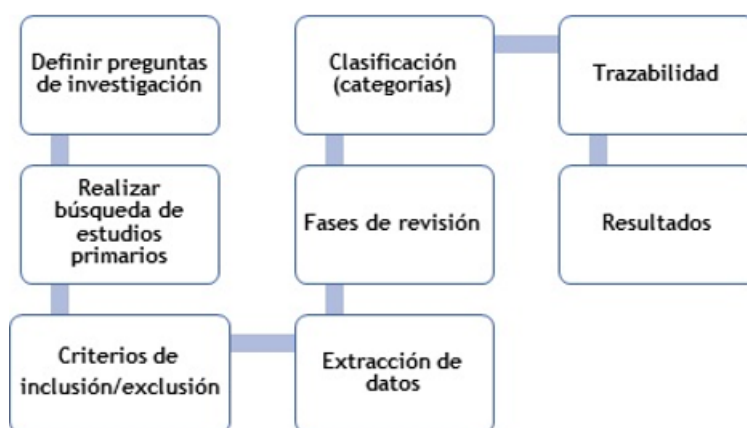 Definir preguntas
de investigación
Realizar
búsqueda de
estudios
primarios
Criterios de
inclusión/exclusión
Extracción de
datos
Fases de revisión
Clasificación
(categorías)
Trazabilidad
Resultados